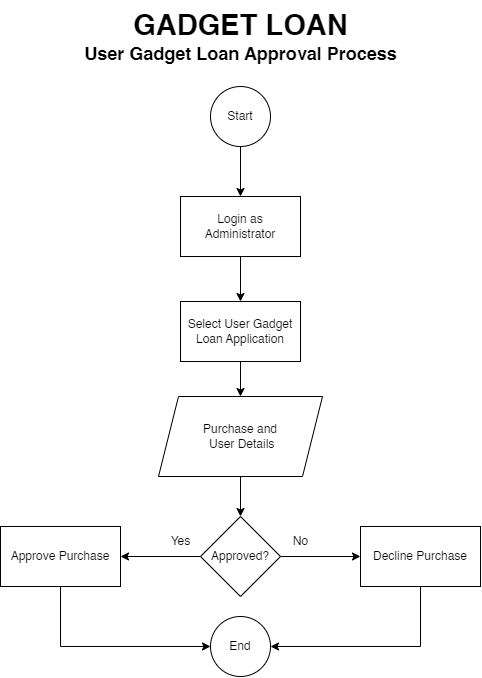 GADGET LOAN
User Gadget Loan Approval Process
Start
Login as
Administrator
Select User Gadget
Loan Application
Purchase and
User Details
Yes
No
Approve Purchase
Approved?
Decline Purchase
End